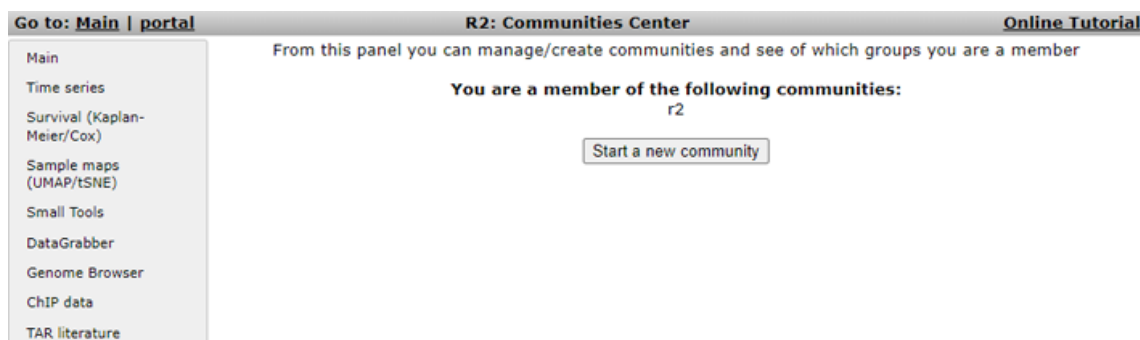 Go to: Main | portal R2: Communities Center Online Tutorial
From this panel you can manage/create communities and see of which groups you are a member
You are a member of the following communities:
r2
Start a new community
Main
Time series
Survival (Kaplan-
Meier/Cox)
Sample maps
(UMAP/tSNE)
Small Tools
DataGrabber
Genome Browser
ChIP data
TAR literature